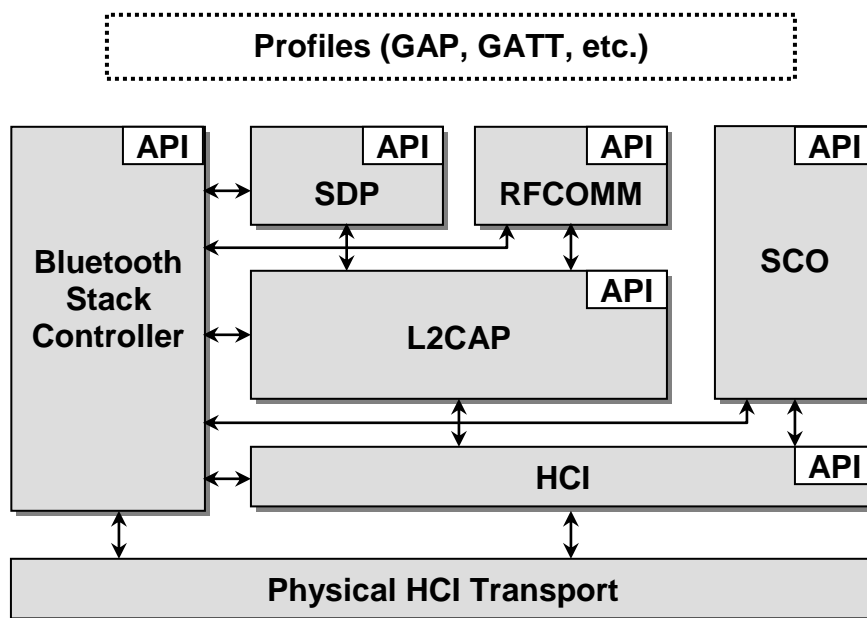 Profiles (GAP, GATT, etc.)
API
API
API
API
SDP
RFCOMM
Bluetooth
Stack
Controller
SCO
API
L2CAP
API
HCI
Physical HCI Transport